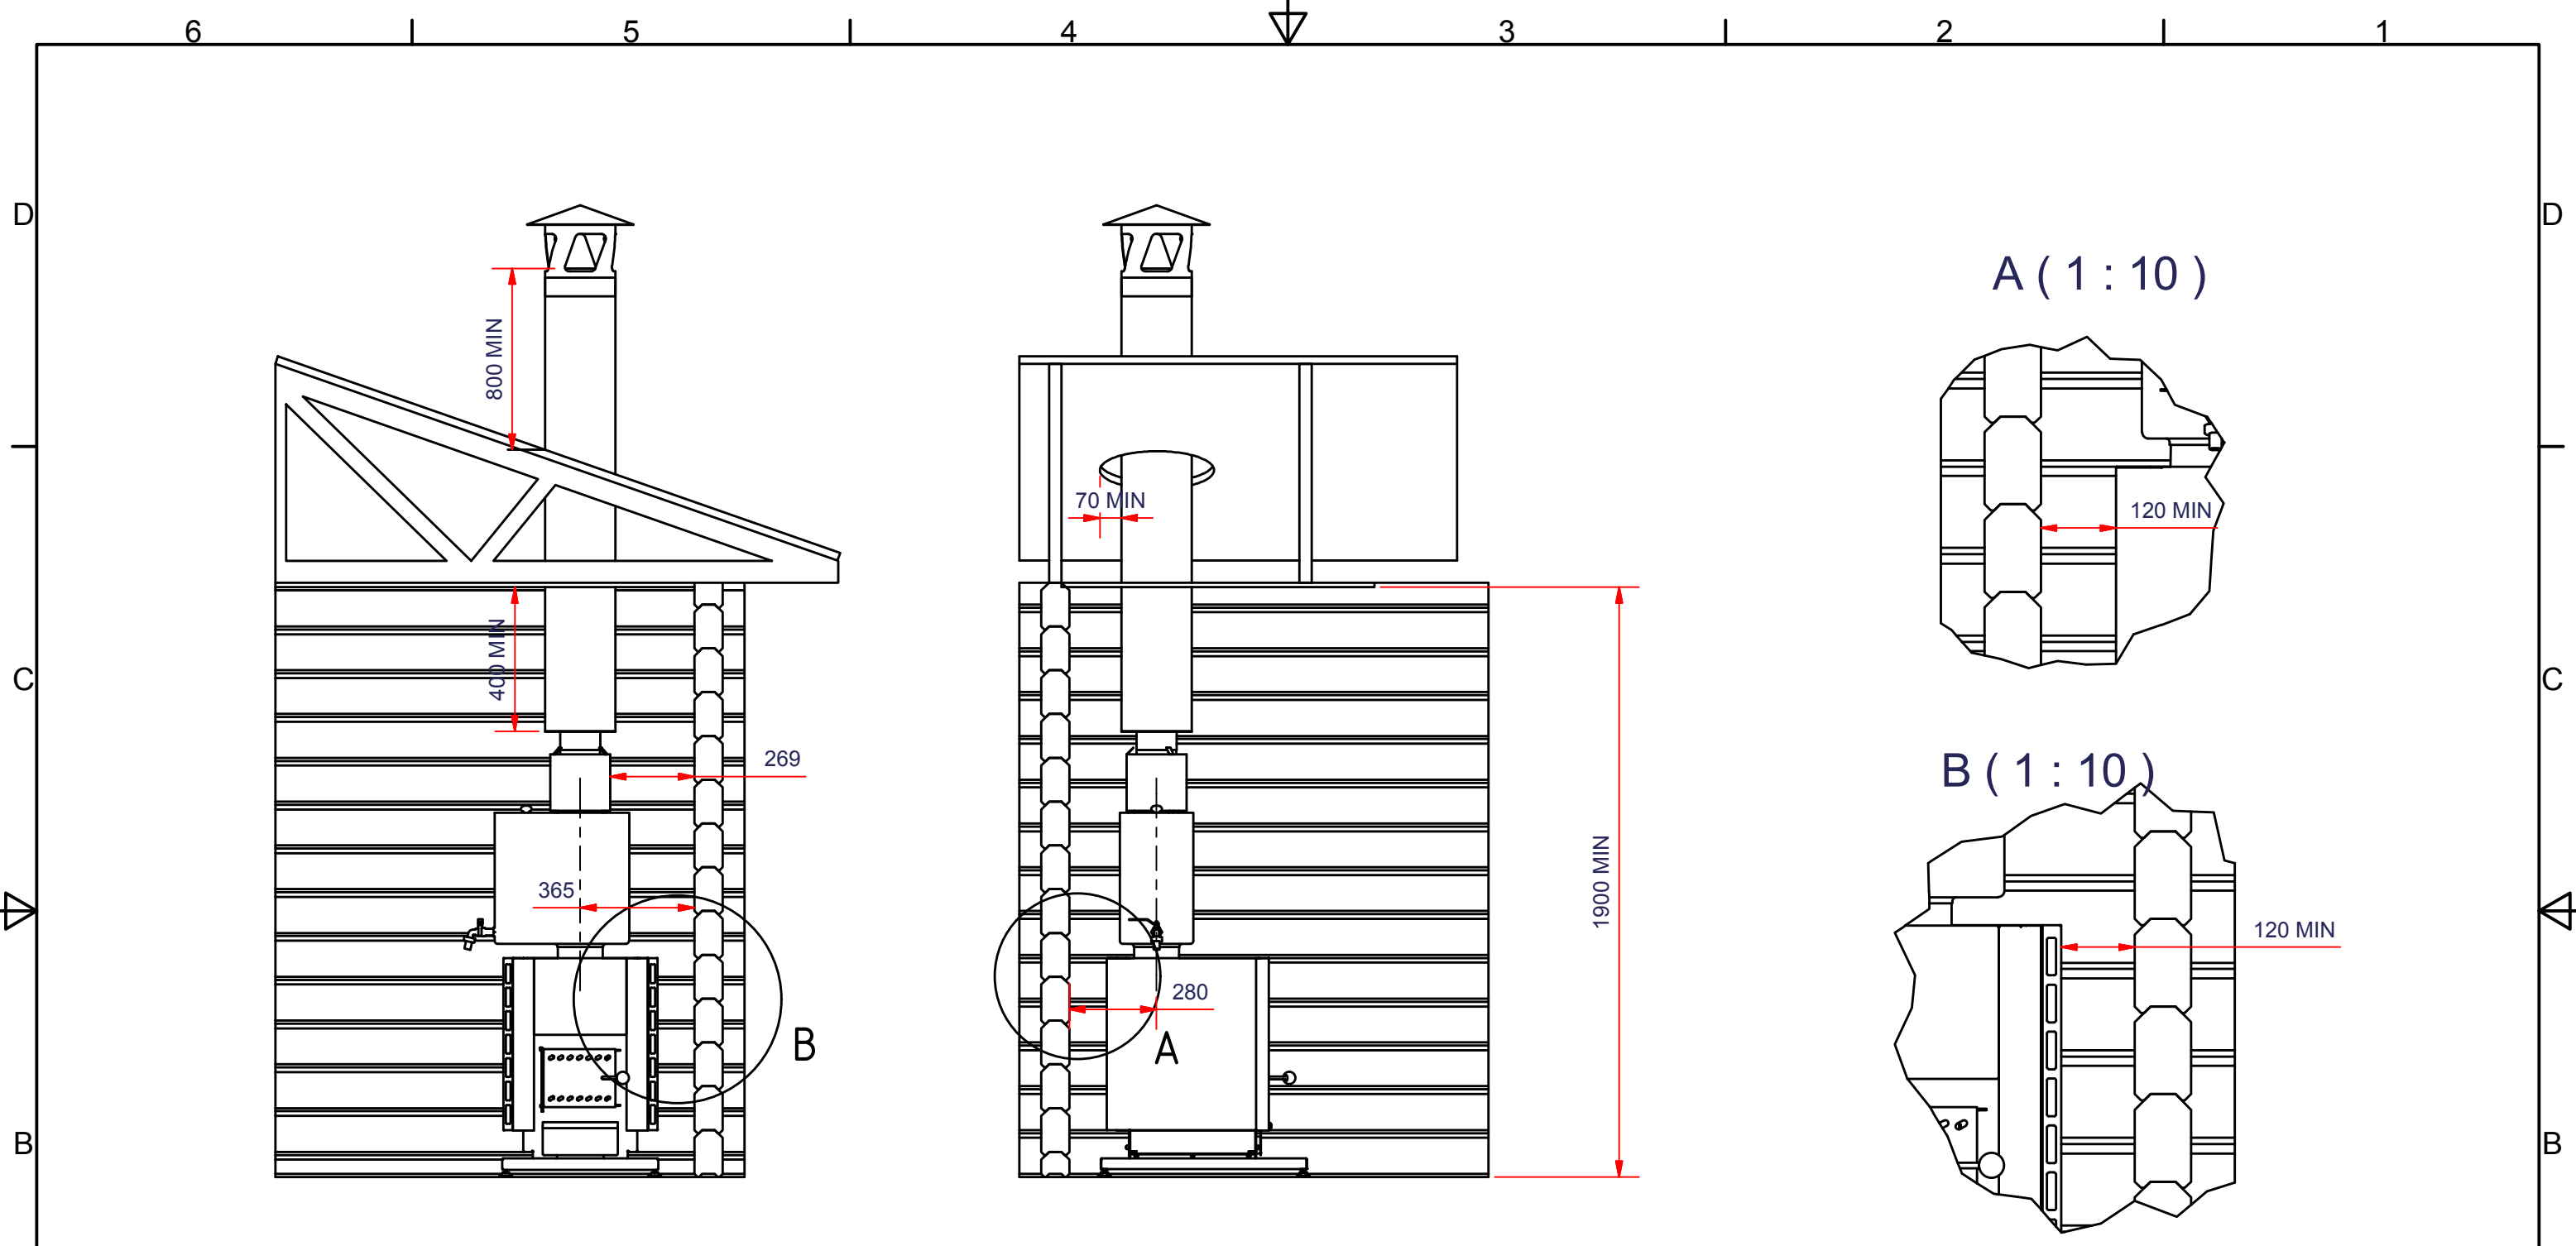 6 5 4 3 2 1
D D
A ( 1 : 10 )
800 MIN
70 MIN
120 MIN
400 MIN
C C
269
B ( 1 : 10 )
365
1900 MIN
120 MIN
280
B
A
B B